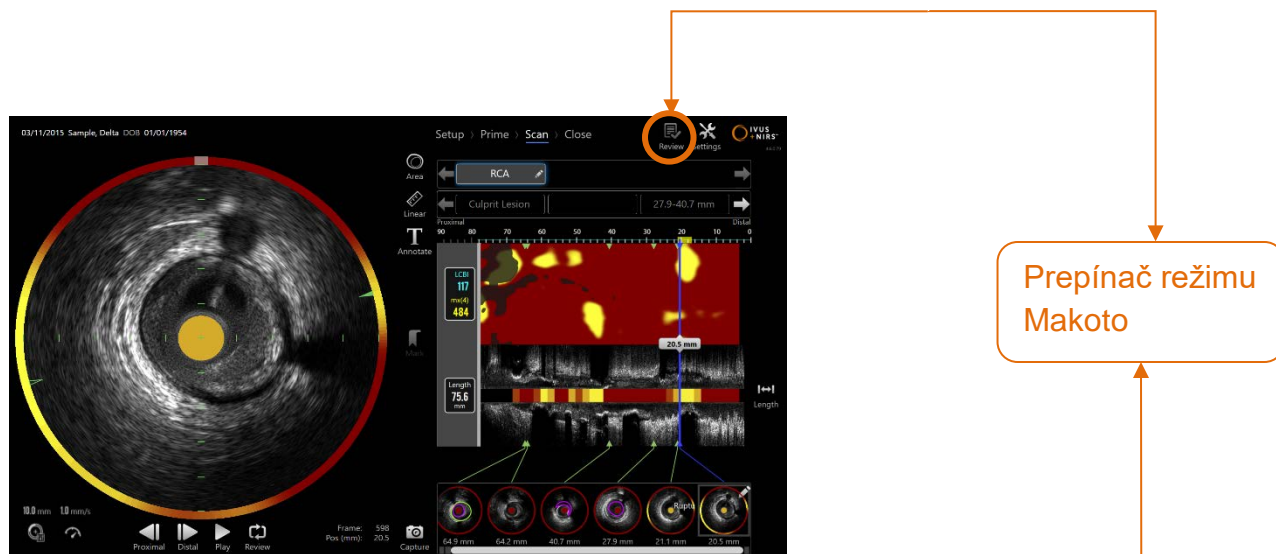 03/11/2015 Sample, Delta DOB 01/01/1954
Setup › Prime › Scan › Close
Review
Settings
IVUS
+NIRS™
Area
RCA
Linear
Culprit Lesion
27.9-40.7 mm
Annotate
Proximal
Distal
90 80 70 60 50 40 30 20 10 0
LCBI
117
mx(4)
484
Mark
20.5 mm
Length
75.6
mm
Length
Prepínač režimu
Makoto
Ruptu
64.9 mm 64.2 mm 40.7 mm 27.9 mm 21.1 mm 20.5 mm
10.0 mm 1.0 mm/s
Proximal Distal Play Review
Frame: 598
Pos (mm): 20.5
Capture